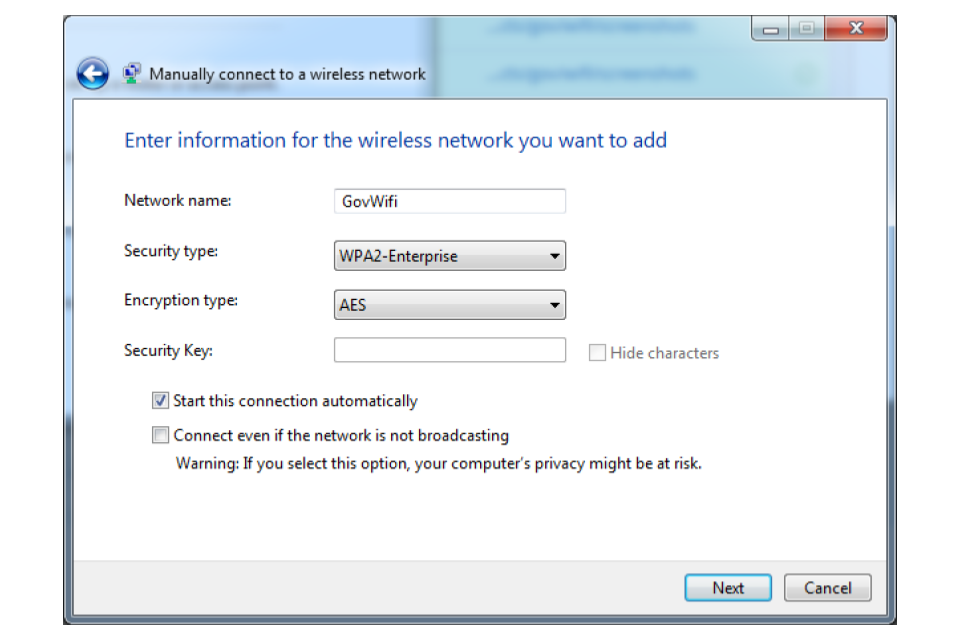 Manually connect to a wireless network
Enter information for the wireless network you want to add
Network name: GovWifi
Security type: WPA2-Enterprise
Encryption type: AES
Security Key: Hide characters
Start this connection automatically
Connect even if the network is not broadcasting
Warning: If you select this option, your computer's privacy might be at risk.
Next Cancel